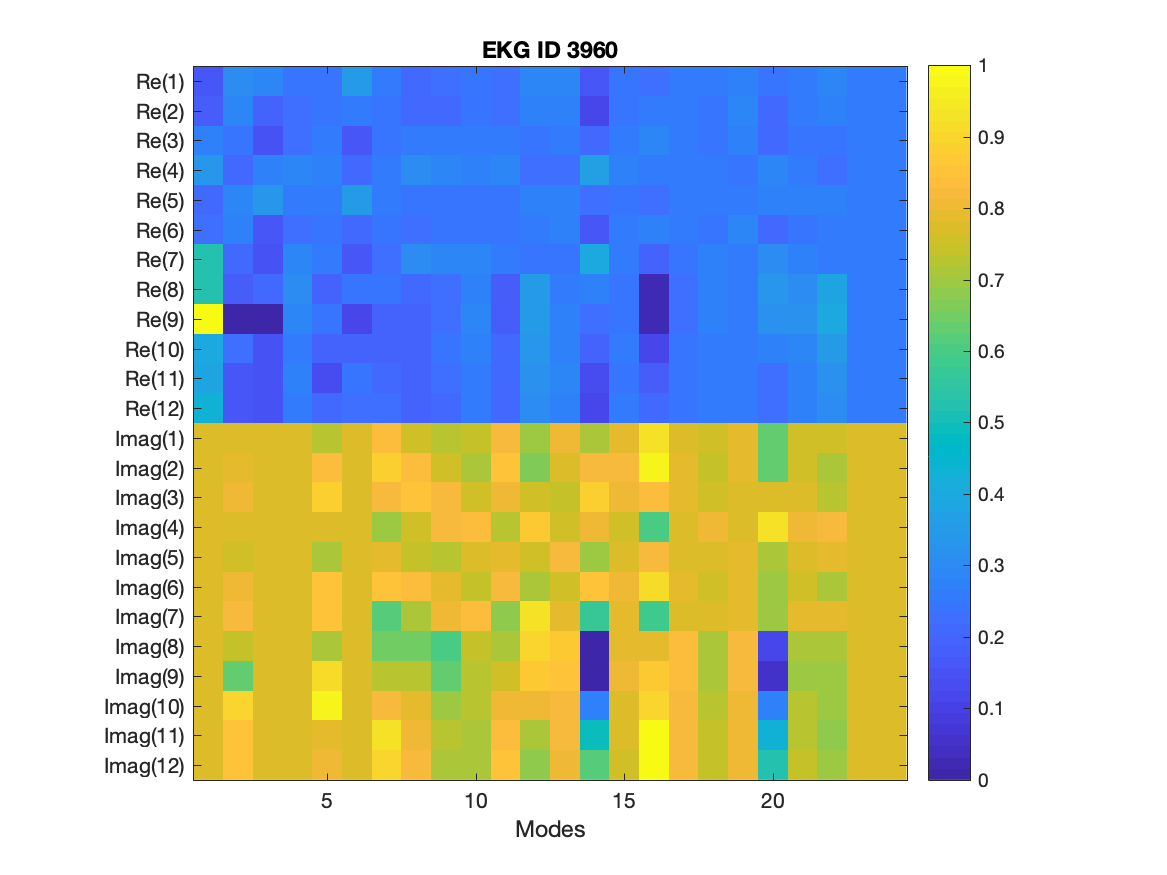 EKG ID 3960
Re(1)
Re(2)
Re(3)
Re(4)
Re(5)
Re(6)
Re(7)
Re(8)
Re(9)
Re(10)
Re(11)
Re(12)
Imag(1)
Imag(2)
Imag(3)
Imag(4)
Imag(5)
Imag(6)
Imag(7)
Imag(8)
Imag(9)
Imag(10)
Imag(11)
Imag(12)
5 10 15 20
Modes
1
0.9
0.8
0.7
0.6
0.5
0.4
0.3
0.2
0.1
0